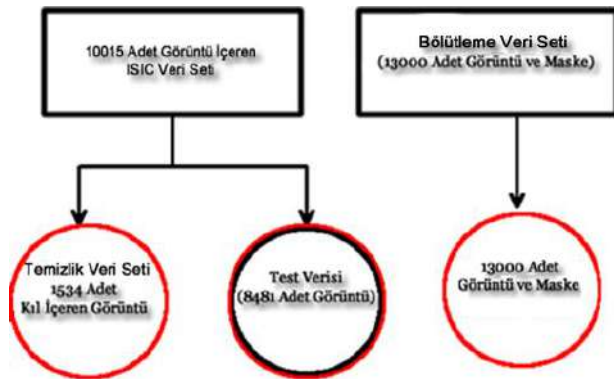 10015 Adet Görüntü İçeren
ISIC Veri Seti
Bölütleme Veri Seti
(13000 Adet Görüntü ve Maske)
Temizlik Veri Seti
1534 Adet
Kıl İçeren Görüntü
Test Verisi
(8481 Adet Görüntü)
13000 Adet
Görüntü ve Maske